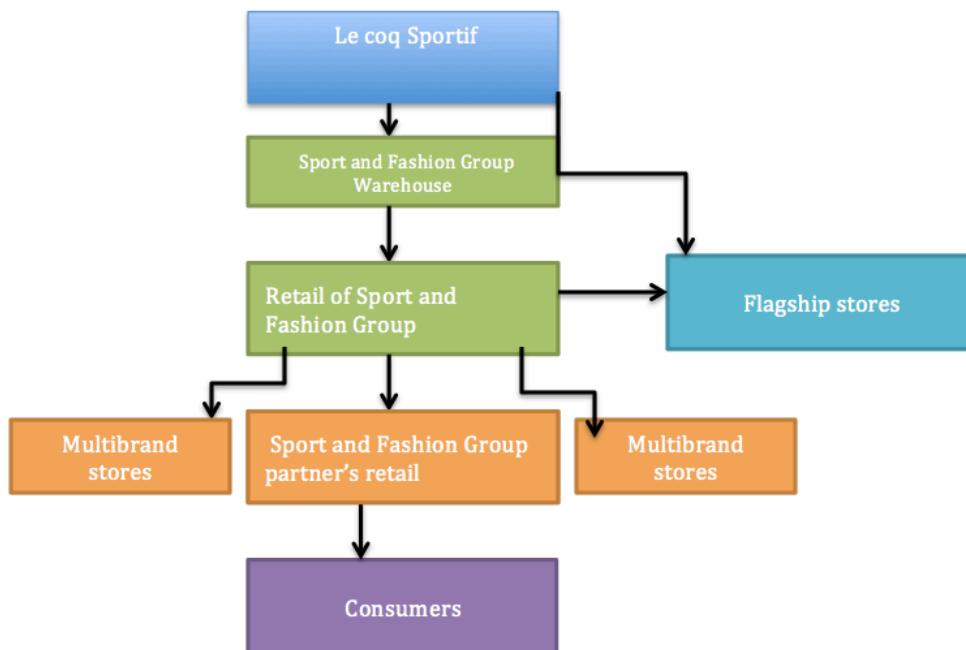 Le coq Sportif
Sport and Fashion Group
Warehouse
Retail of Sport and
Fashion Group
Flagship stores
Multibrand
stores
Sport and Fashion Group
partner's retail
Multibrand
stores
Consumers